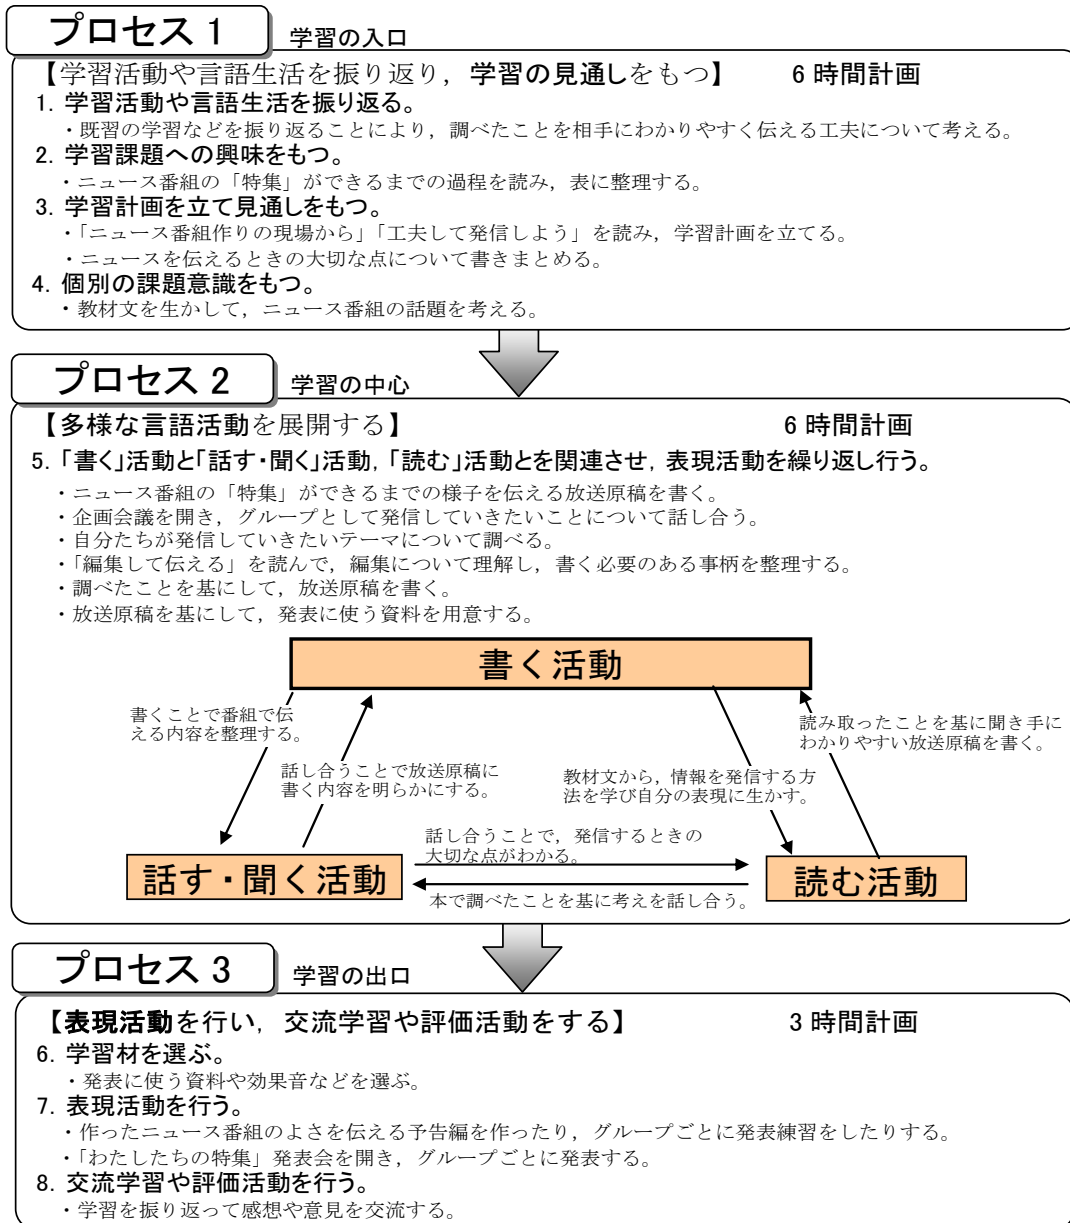 プロセス 1
学習の入口
【学習活動や言語生活を振り返り，学習の見通しをもつ】 6 時間計画
1．学習活動や言語生活を振り返る。
・既習の学習などを振り返ることにより，調べたことを相手にわかりやすく伝える工夫について考える。
2．学習課題への興味をもつ。
・ニュース番組の「特集」ができるまでの過程を読み，表に整理する。
3．学習計画を立て見通しをもつ。
・「ニュース番組作りの現場から」「工夫して発信しよう」を読み，学習計画を立てる。
・ニュースを伝えるときの大切な点について書きまとめる。
4．個別の課題意識をもつ。
・教材文を生かして，ニュース番組の話題を考える。
プロセス 2
学習の中心
【多様な言語活動を展開する】 6 時間計画
5．「書く」活動と「話す・聞く」活動，「読む」活動とを関連させ，表現活動を繰り返し行う。
・ニュース番組の「特集」ができるまでの様子を伝える放送原稿を書く。
・企画会議を開き，グループとして発信していきたいことについて話し合う。
・自分たちが発信していきたいテーマについて調べる。
・「編集して伝える」を読んで，編集について理解し，書く必要のある事柄を整理する。
・調べたことを基にして，放送原稿を書く。
・放送原稿を基にして，発表に使う資料を用意する。
書く活動
書くことで番組で伝
える内容を整理する。
読み取ったことを基に聞き手に
わかりやすい放送原稿を書く。
話し合うことで放送原稿に
書く内容を明らかにする。
教材文から，情報を発信する方
法を学び自分の表現に生かす。
話し合うことで，発信するときの
大切な点がわかる。
話す・聞く活動
読む活動
本で調べたことを基に考えを話し合う。
プロセス 3
学習の出口
【表現活動を行い，交流学習や評価活動をする】 3 時間計画
6．学習材を選ぶ。
・発表に使う資料や効果音などを選ぶ。
7．表現活動を行う。
・作ったニュース番組のよさを伝える予告編を作ったり，グループごとに発表練習をしたりする。
・「わたしたちの特集」発表会を開き，グループごとに発表する。
8．交流学習や評価活動を行う。
・学習を振り返って感想や意見を交流する。